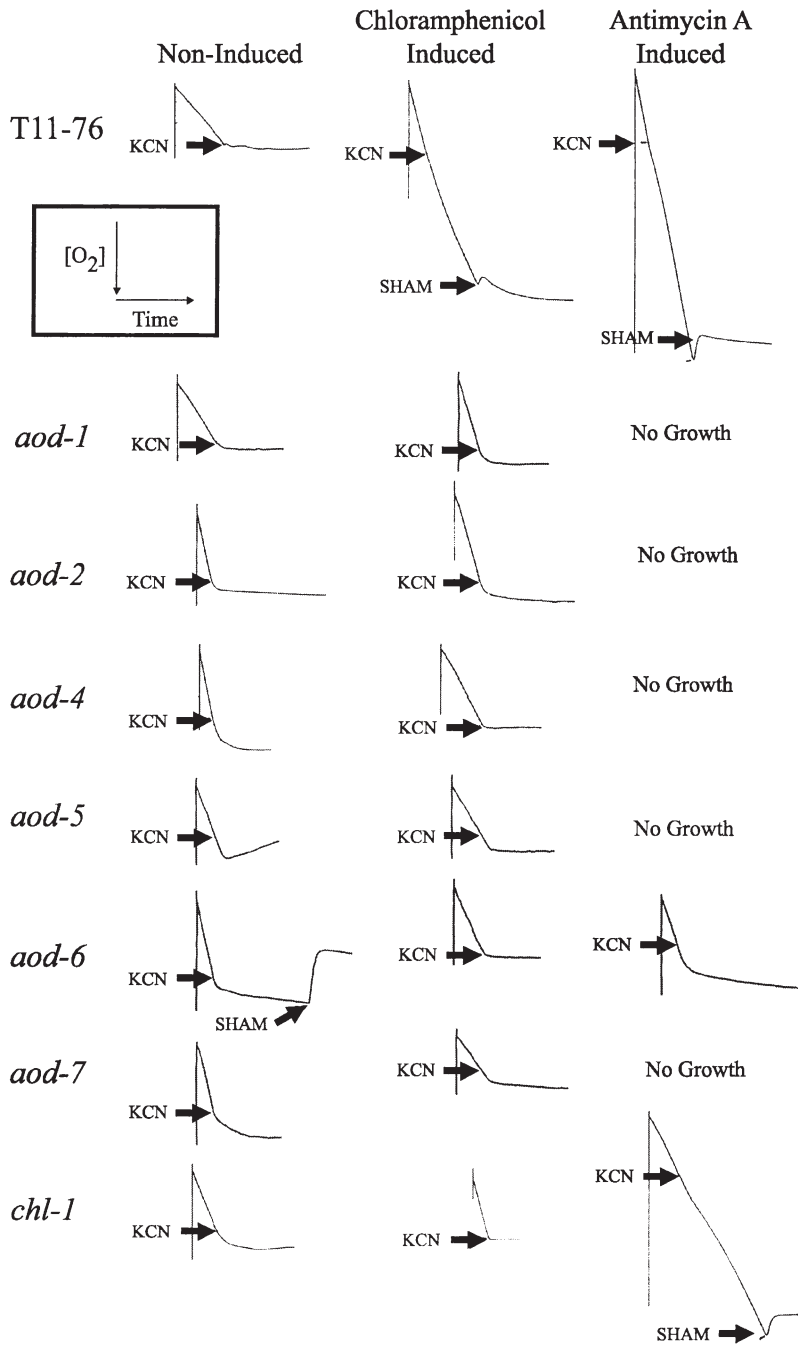 Non-Induced
Chloramphenicol
Induced
Antimycin A
Induced
T11-76
KCN
KCN
SHAM
KCN
SHAM
[O2]
Time
aod-1
KCN
KCN
No Growth
aod-2
KCN
KCN
No Growth
aod-4
KCN
KCN
No Growth
aod-5
KCN
KCN
No Growth
aod-6
KCN
SHAM
KCN
KCN
aod-7
KCN
KCN
No Growth
chl-1
KCN
KCN
KCN
SHAM